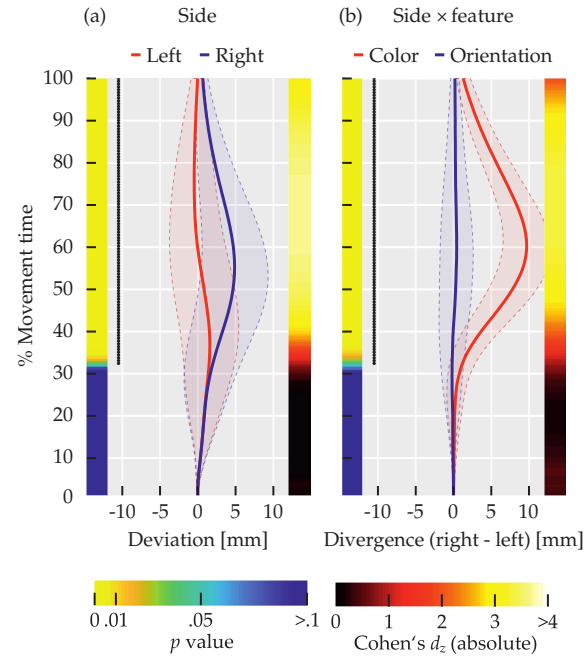 (a) Side
Left Right
100
90
80
70
60
50
40
30
20
10
0
% Movement time
-10 -5 0 5 10
Deviation [mm]
(b) Side × feature
Color Orientation
-10 -5 0 5 10
Divergence (right - left) [mm]
0 .01 >.1
p value
0 1 2 3 >4
Cohen‘s dz (absolute)